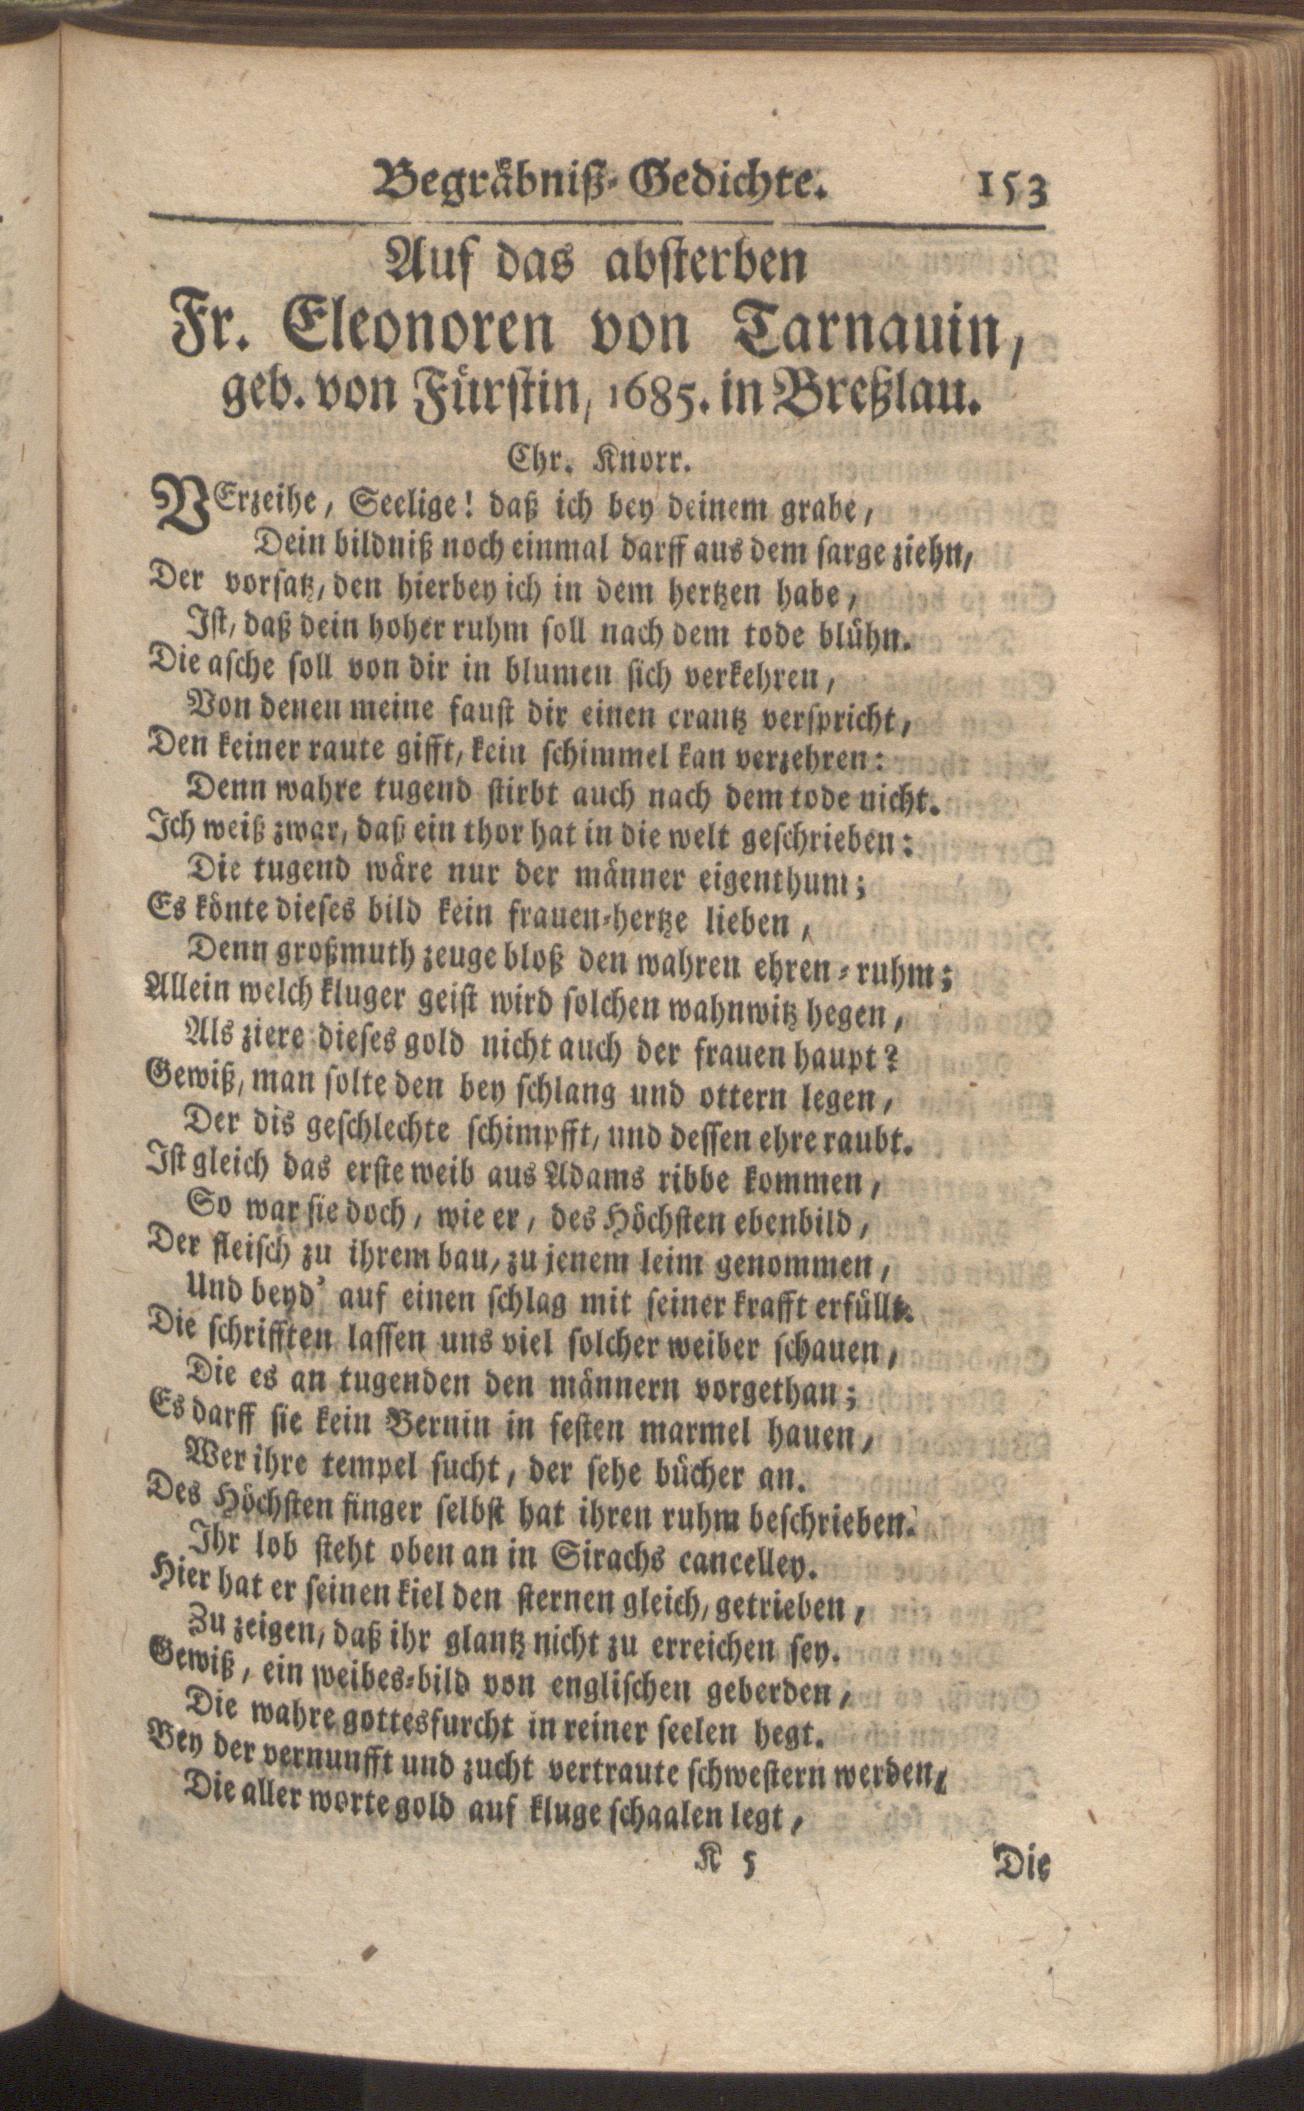 Begräbniß-Gedichte. 153
Auf das absterben
Fr. Eleonoren von Tarnauin,
geb. von Fürstin, 1685. in Breßlau.
Chr. Knorr.
VErzeihe, Seelige! daß ich bey deinem grabe,
Dein bildniß noch einmal darff aus dem sarge ziehn,
Der vorsatz, den hierbey ich in dem hertzen habe,
Ist, daß dein hoher ruhm soll nach dem tode blühn.
Die asche soll von dir in blumen sich verkehren,
Von denen meine faust dir einen crantz verspricht,
Den keiner raute gifft, kein schimmel kan verzehren:
Denn wahre tugend stirbt auch nach dem tode nicht.
Ich weiß zwar, daß ein thor hat in die welt geschrieben:
Die tugend wäre nur der männer eigenthum;
Es könte dieses bild kein frauen-hertze lieben,
Denn großmuth zeuge bloß den wahren ehren-ruhm;
Allein welch kluger geist wird solchen wahnwitz hegen,
Als ziere dieses gold nicht auch der frauen haupt?
Gewiß, man solte den bey schlang und ottern legen,
Der dis geschlechte schimpfft, und dessen ehre raubt.
Ist gleich das erste weib aus Adams ribbe kommen,
So war sie doch, wie er, des Höchsten ebenbild,
Der fleisch zu ihrem bau, zu jenem leim genommen,
Und beyd' auf einen schlag mit seiner krafft erfüllt.
Die schrifften lassen uns viel solcher weiber schauen,
Die es an tugenden den männern vorgethan;
Es darff sie kein Bernin in festen marmel hauen,
Wer ihre tempel sucht, der sehe bücher an.
Des Höchsten finger selbst hat ihren ruhm beschrieben.
Ihr lob steht oben an in Sirachs cancelley.
Hier hat er seinen kiel den sternen gleich, getrieben,
Zu zeigen, daß ihr glantz nicht zu erreichen sey.
Gewiß, ein weibes-bild von englischen geberden,
Die wahre gottesfurcht in reiner seelen hegt.
Bey der vernunfft und zucht vertraute schwestern werden,
Die aller worte gold auf kluge schaalen legt,
K 5 Die